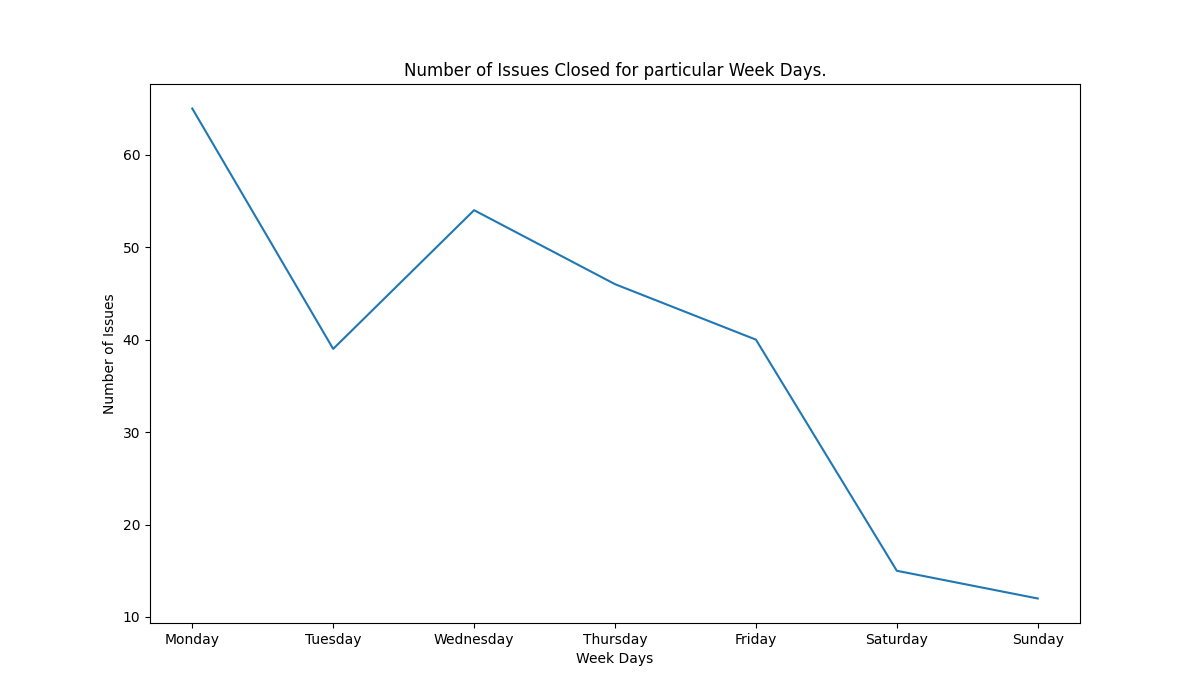 Number of Issues Closed for particular Week Days.
Number of Issues
60
50
40
30
20
10
Monday Tuesday Wednesday Thursday Friday Saturday Sunday
Week Days